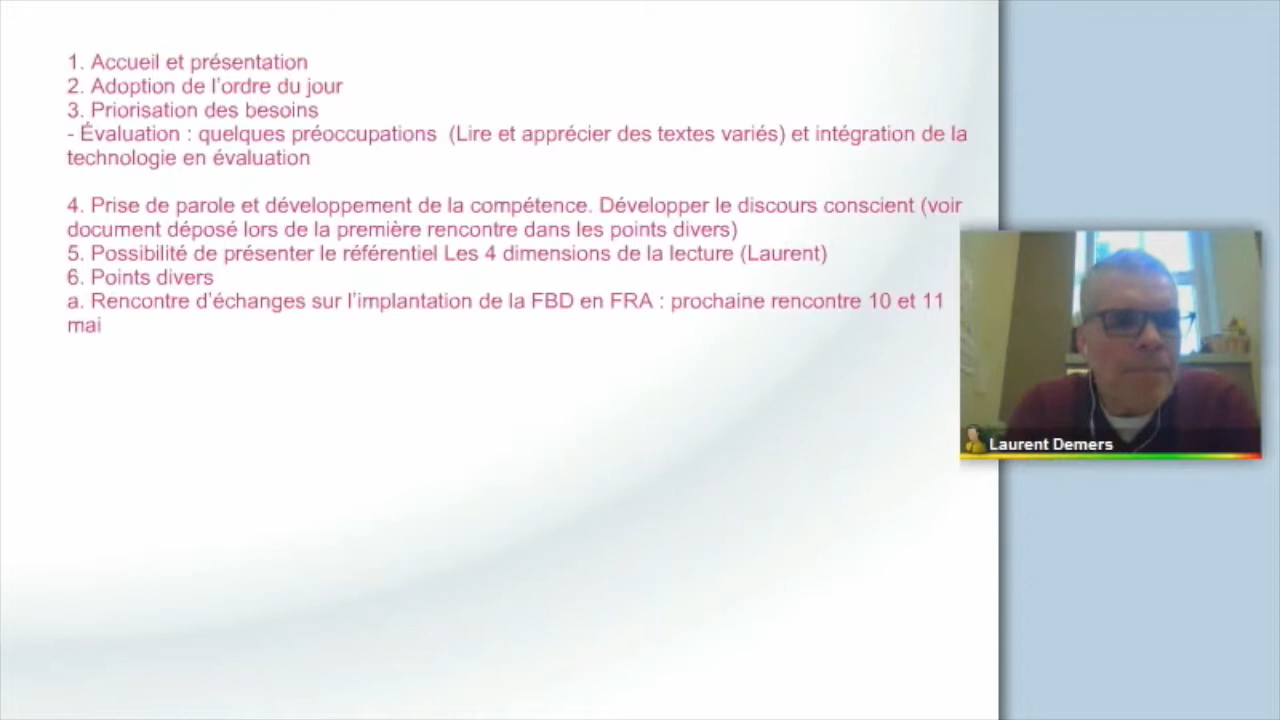 1. Accueil et présentation
2. Adoption de l'ordre du jour
3. Priorisation des besoins
- Évaluation : quelques préoccupations  (Lire et apprécier des textes variés) et intégration de la
technologie en évaluation
4. Prise de parole et développement de la compétence. Développer le discours conscient (voir
document déposé lors de la première rencontre dans les points divers)
5. Possibilité de présenter le référentiel Les 4 dimensions de la lecture (Laurent)
6. Points divers
a. Rencontre d'échanges sur l'implantation de la FBD en FRA : prochaine rencontre 10 et 11
mai
Laurent Demers